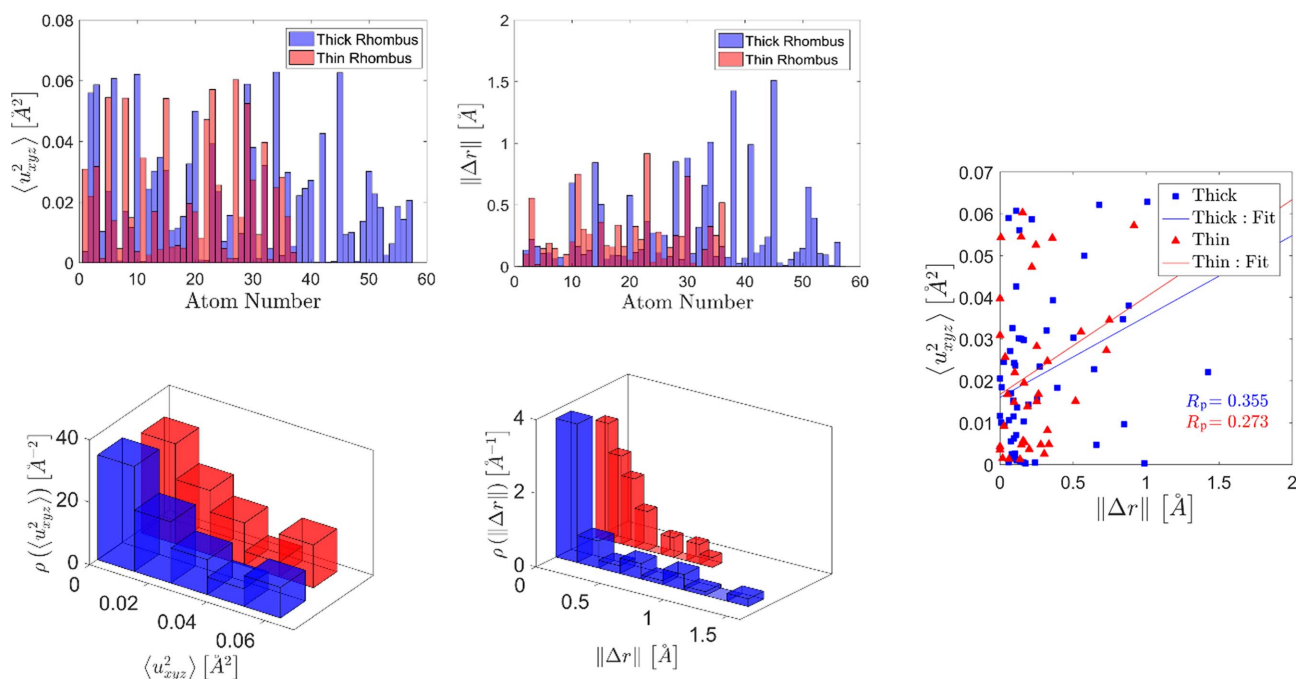 0.08
0.06
0.04
0.02
0
⟨u²xyz⟩ [Å²]
Thick Rhombus
Thin Rhombus
0 10 20 30 40 50 60
Atom Number
2
1.5
1
0.5
0
‖Δr‖ [Å]
Thick Rhombus
Thin Rhombus
0 10 20 30 40 50 60
Atom Number
0.07
0.06
0.05
0.04
0.03
0.02
0.01
0
⟨u²xyz⟩ [Å²]
Thick
Thick : Fit
Thin
Thin : Fit
Rp = 0.355
Rp = 0.273
0 0.5 1 1.5 2
‖Δr‖ [Å]
40
20
0
ρ(⟨u²xyz⟩) [Å⁻²]
0
0.02
0.04
0.06
⟨u²xyz⟩ [Å²]
4
2
0
ρ(‖Δr‖) [Å⁻¹]
0
0.5
1
1.5
‖Δr‖ [Å]